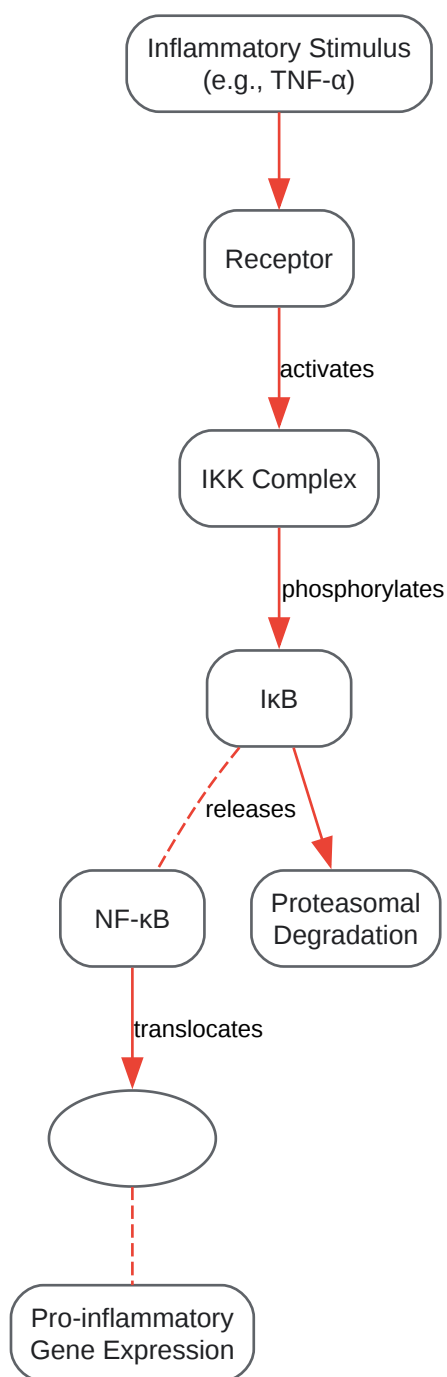 Inflammatory Stimulus
(e.g., TNF-α)
Receptor
activates
IKK Complex
phosphorylates
IκB
releases
NF-κB
Proteasomal
Degradation
translocates
Pro-inflammatory
Gene Expression